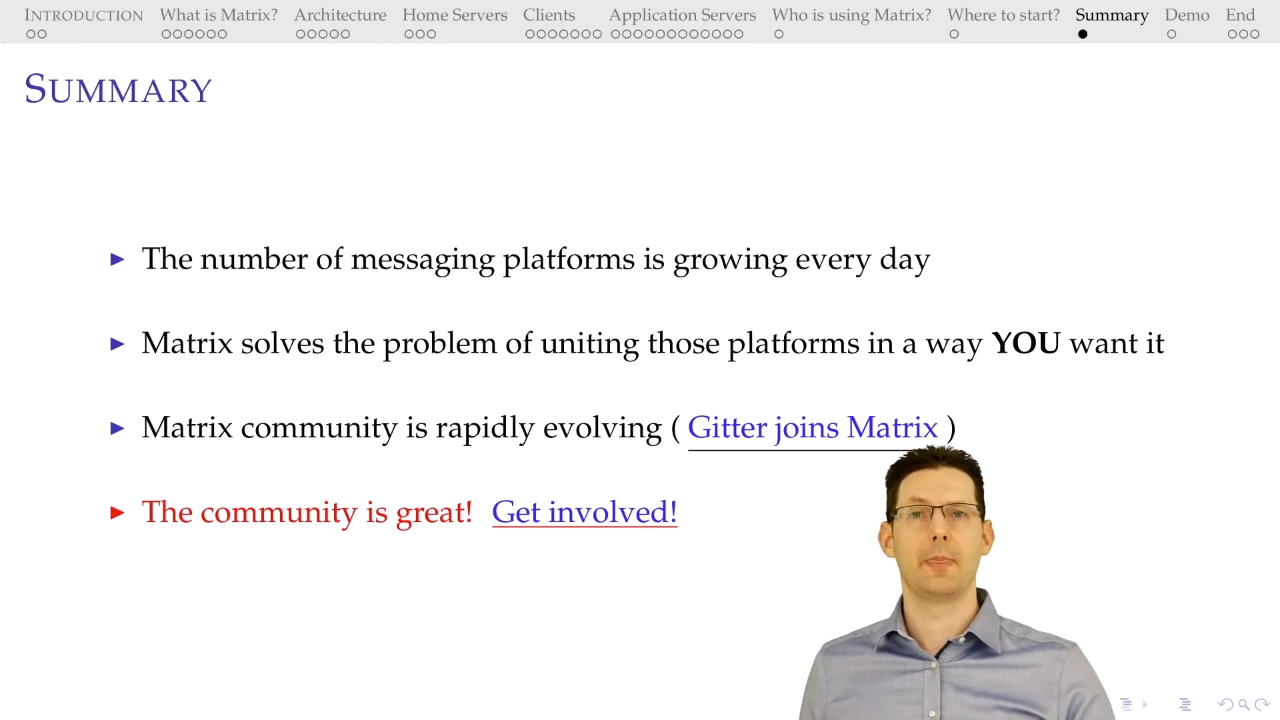 INTRODUCTION What is Matrix? Architecture Home Servers Clients Application Servers Who is using Matrix? Where to start? Summary Demo End
SUMMARY
The number of messaging platforms is growing every day
Matrix solves the problem of uniting those platforms in a way YOU want it
Matrix community is rapidly evolving ( Gitter joins Matrix )
The community is great! Get involved!